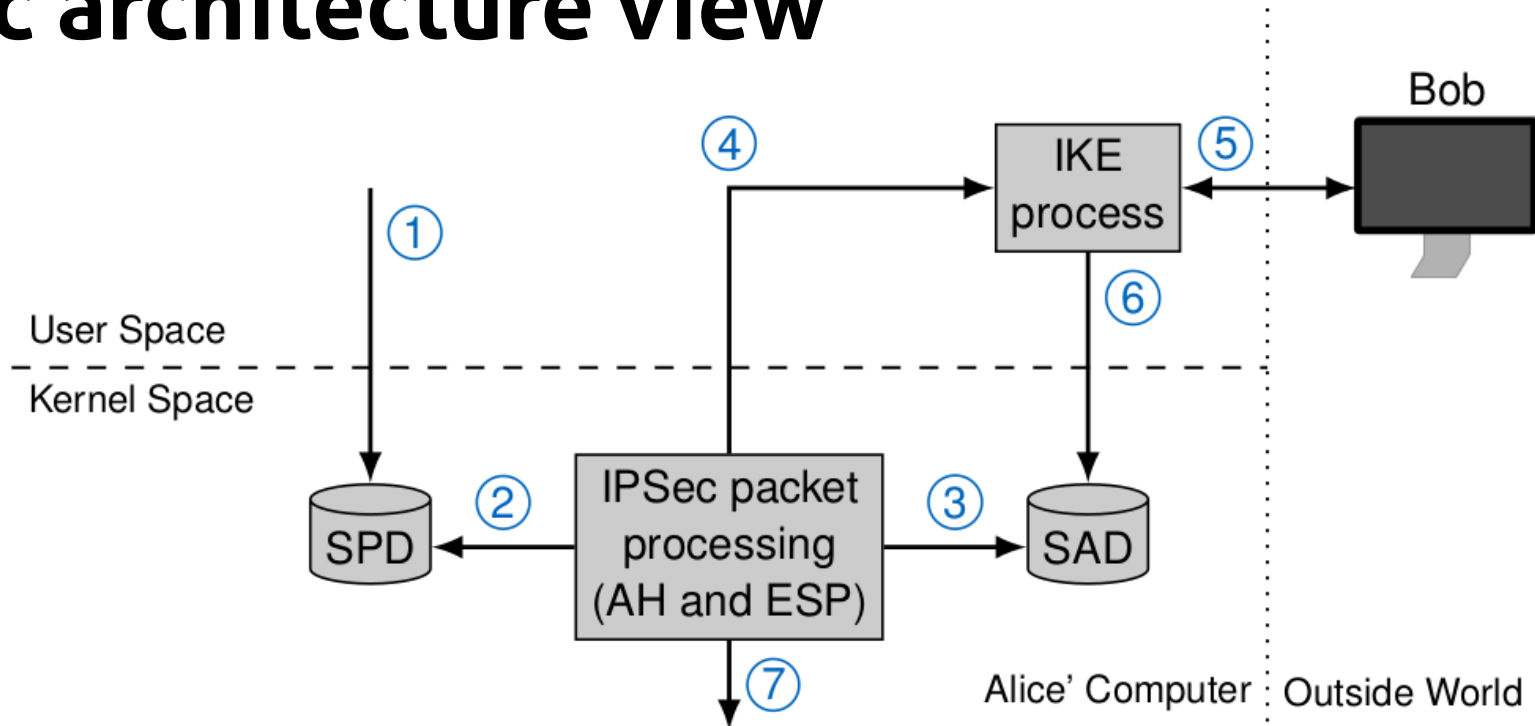 c architecture view
Bob
④
IKE
process
⑤
①
⑥
User Space
Kernel Space
SPD
②
IPSec packet
processing
(AH and ESP)
③
SAD
⑦
Alice’ Computer
Outside World